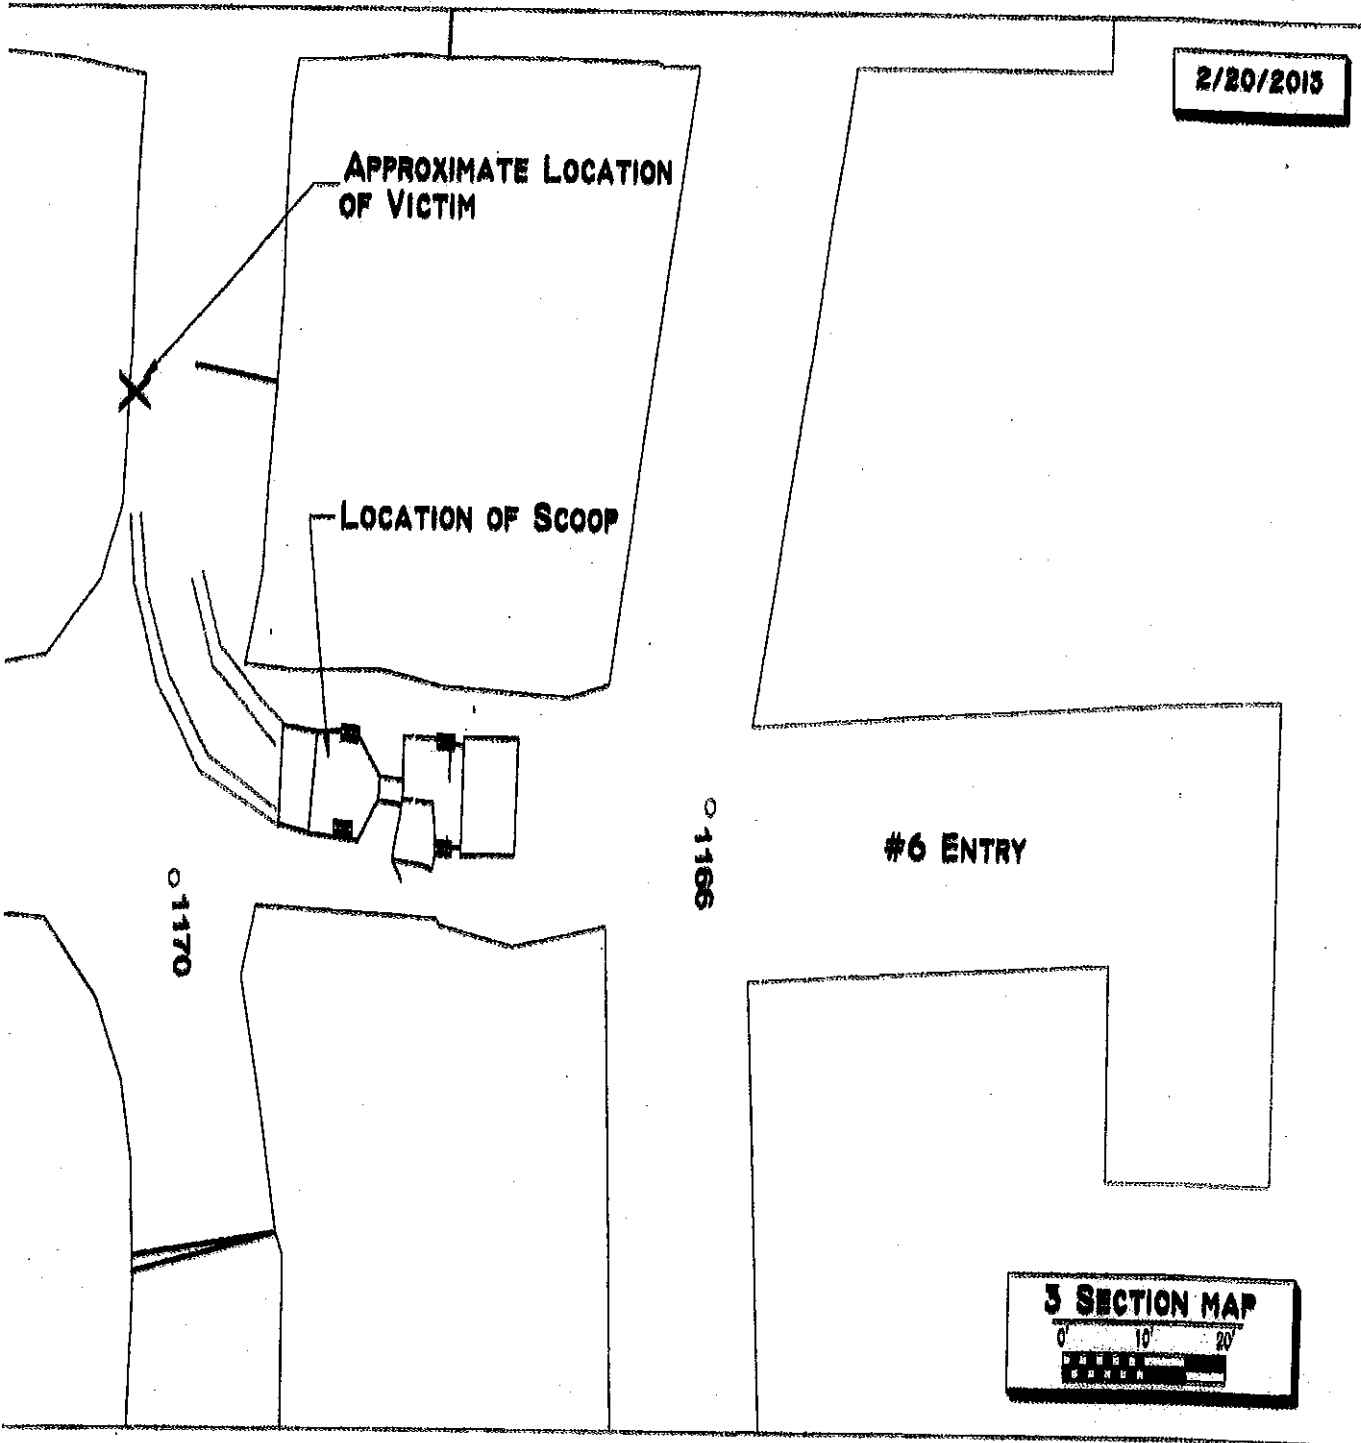 2/20/2013
APPROXIMATE LOCATION
OF VICTIM
LOCATION OF SCOOP
1166
#6 ENTRY
1170
3 SECTION MAP
0' 10' 20'